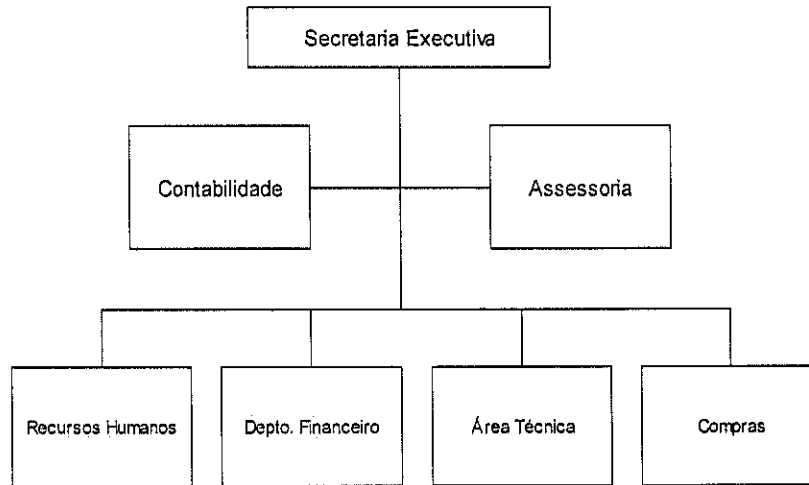 Secretaria Executiva
Contabilidade
Assessoria
Recursos Humanos
Depto. Financeiro
Área Técnica
Compras